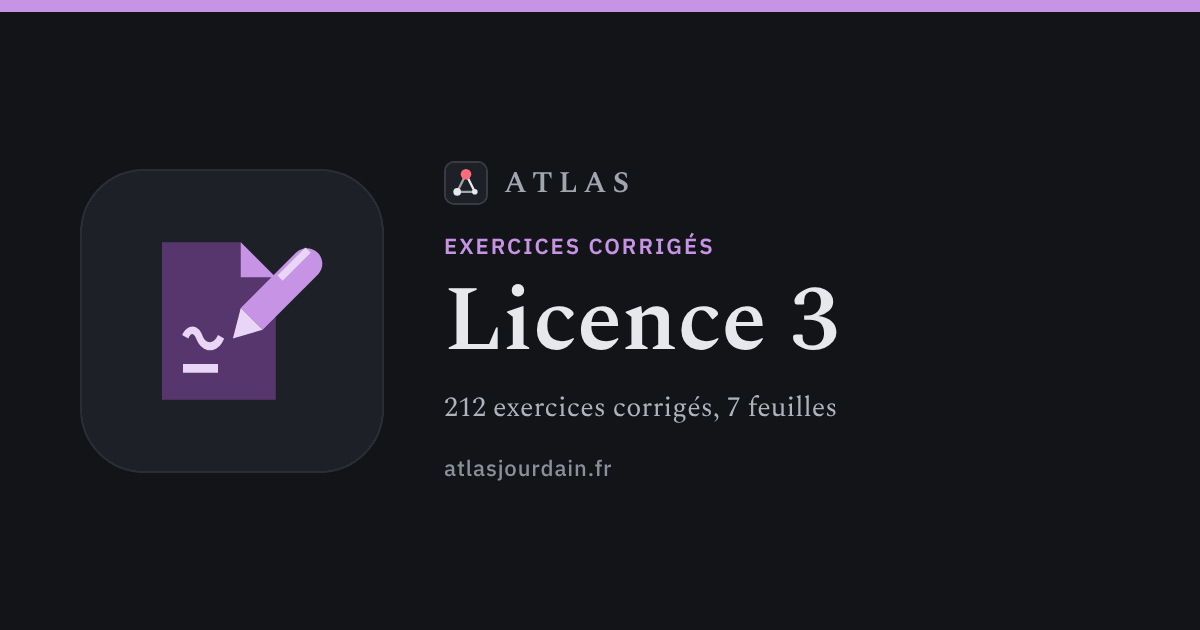 ATLAS
EXERCICES CORRIGÉS
Licence 3
212 exercices corrigés, 7 feuilles
atlasjourdain.fr